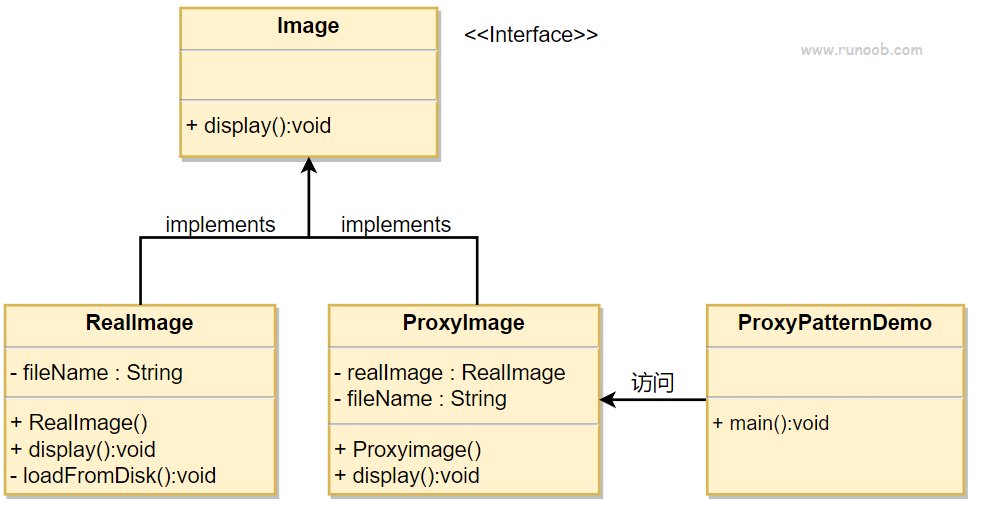 Image
<<Interface>>
www.runoob.com
+ display():void
implements
implements
RealImage
- fileName : String
+ RealImage()
+ display():void
- loadFromDisk():void
ProxyImage
- realImage : RealImage
- fileName : String
+ Proxyimage()
+ display():void
访问
ProxyPatternDemo
+ main():void